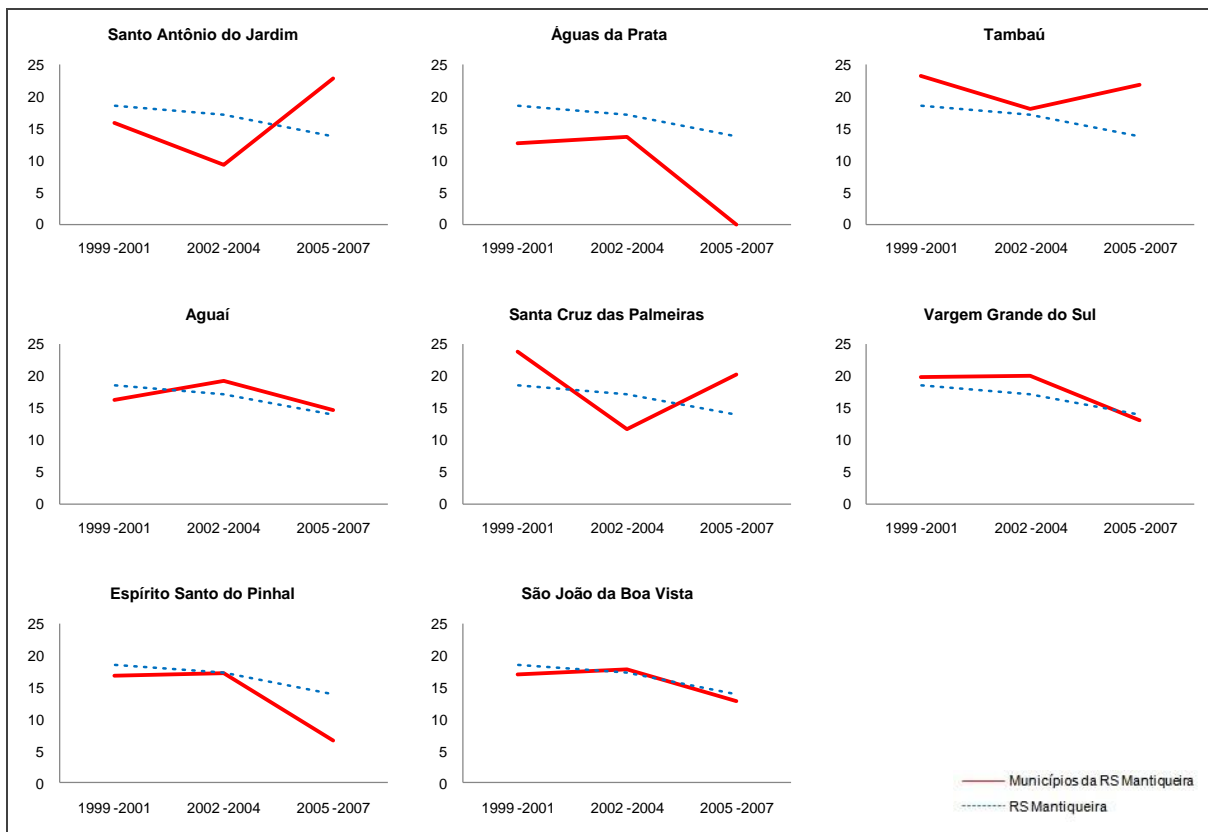 Santo Antônio do Jardim
25
20
15
10
5
0
1999 -2001 2002 -2004 2005 -2007
Águas da Prata
25
20
15
10
5
0
1999 -2001 2002 -2004 2005 -2007
Tambaú
25
20
15
10
5
0
1999 -2001 2002 -2004 2005 -2007
Aguaí
25
20
15
10
5
0
1999 -2001 2002 -2004 2005 -2007
Santa Cruz das Palmeiras
25
20
15
10
5
0
1999 -2001 2002 -2004 2005 -2007
Vargem Grande do Sul
25
20
15
10
5
0
1999 -2001 2002 -2004 2005 -2007
Espírito Santo do Pinhal
25
20
15
10
5
0
1999 -2001 2002 -2004 2005 -2007
São João da Boa Vista
25
20
15
10
5
0
1999 -2001 2002 -2004 2005 -2007
Municípios da RS Mantiqueira
RS Mantiqueira